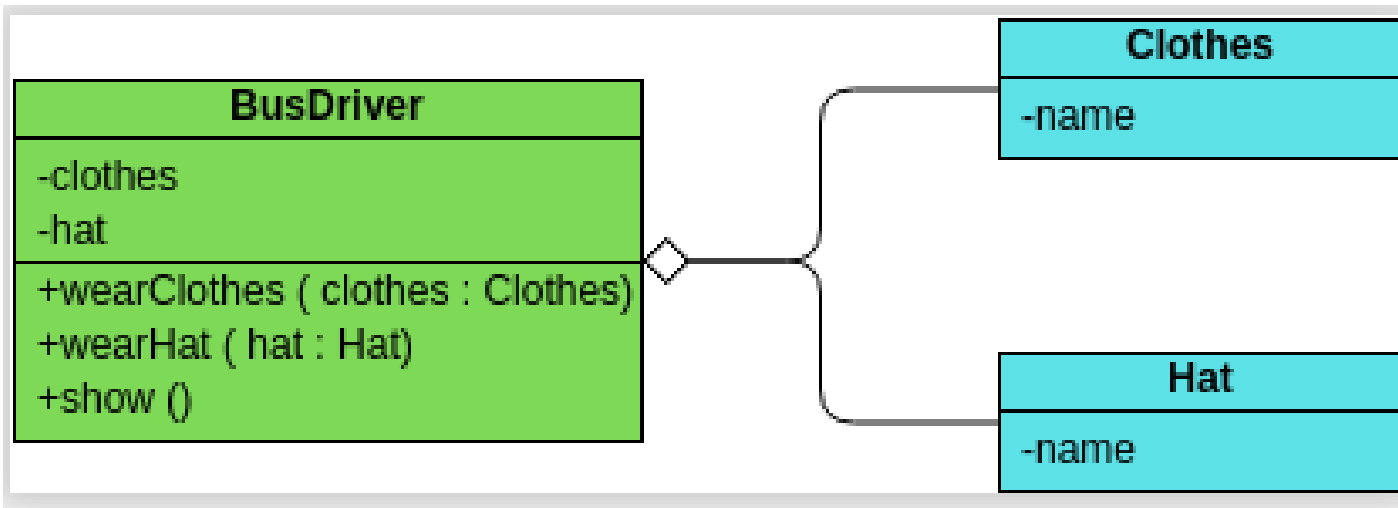 BusDriver
-clothes
-hat
+wearClothes ( clothes : Clothes)
+wearHat ( hat : Hat)
+show ()
Clothes
-name
Hat
-name